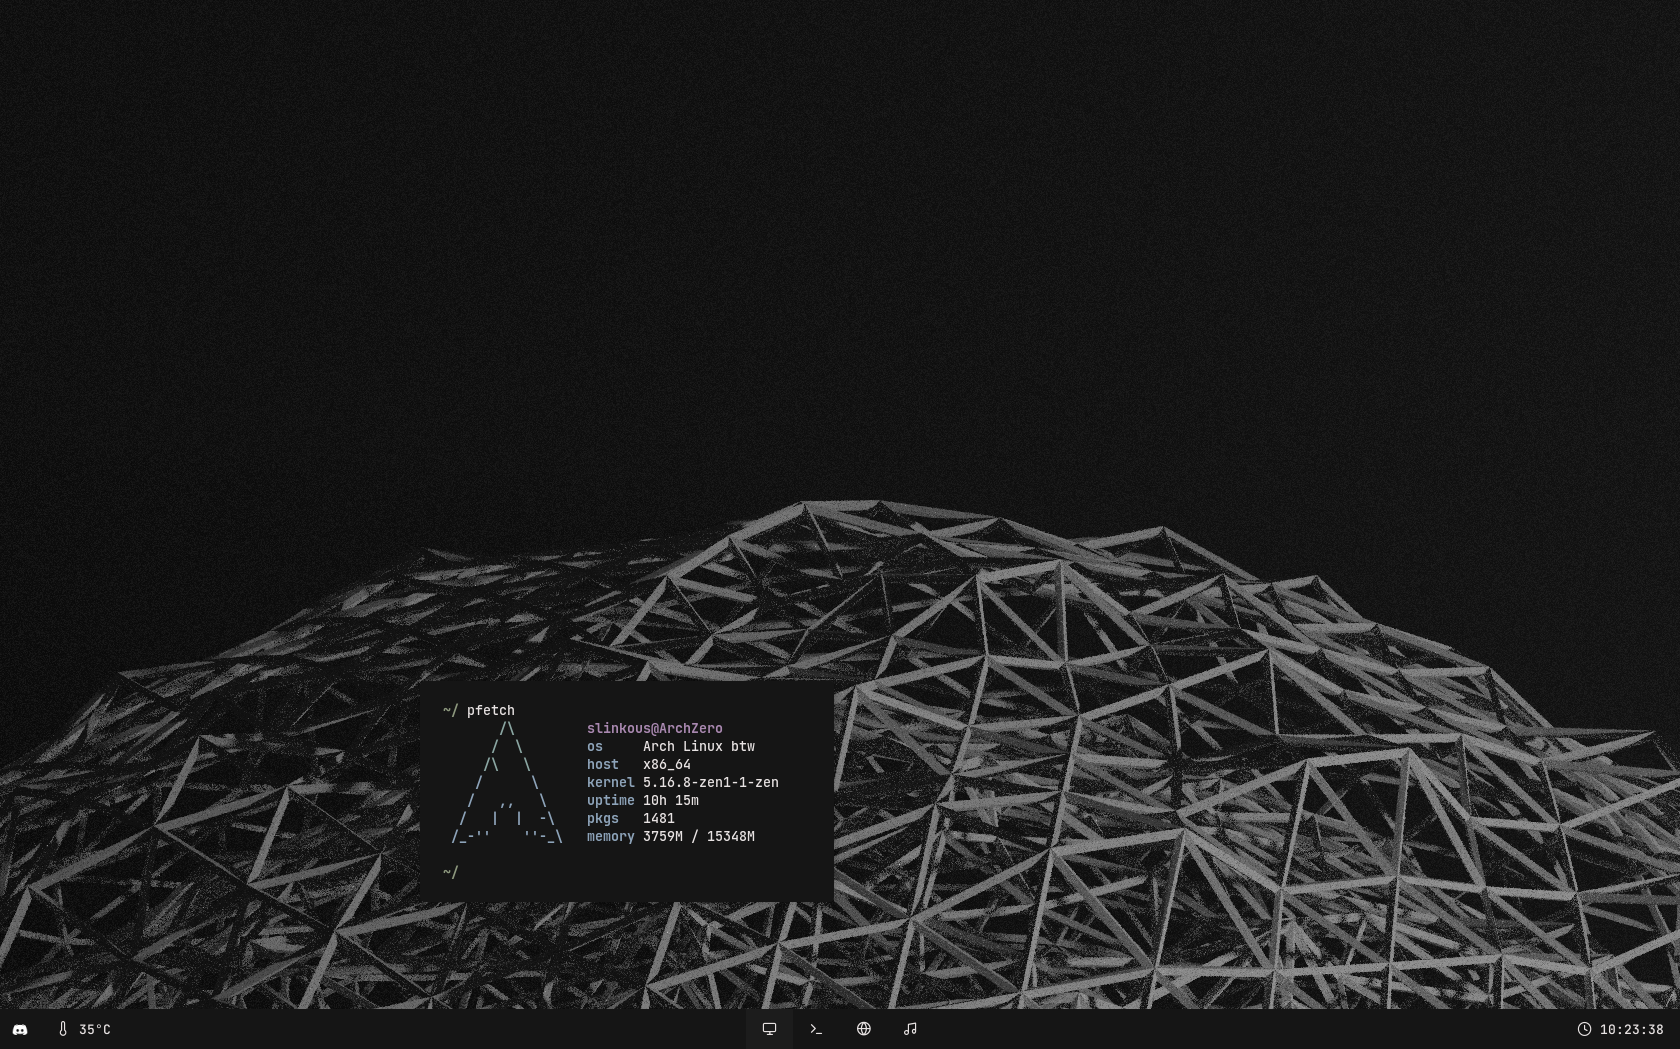 ~/ pfetch
slinkous@ArchZero
os Arch Linux btw
host x86_64
kernel 5.16.8-zen1-1-zen
uptime 10h 15m
pkgs 1481
memory 3759M / 15348M
~/
35°C
10:23:38